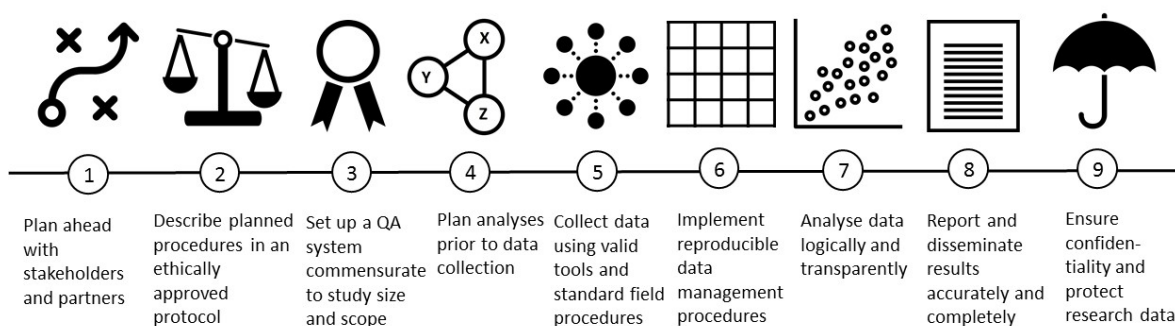 X
Y
Z
1
2
3
4
5
6
7
8
9
Plan ahead
with
stakeholders
and partners
Describe planned
procedures in an
ethically
approved
protocol
Set up a QA
system
commensurate
to study size
and scope
Plan analyses
prior to data
collection
Collect data
using valid
tools and
standard field
procedures
Implement
reproducible
data
management
procedures
Analyse data
logically and
transparently
Report and
disseminate
results
accurately and
completely
Ensure
confiden-
tiality and
protect
research data